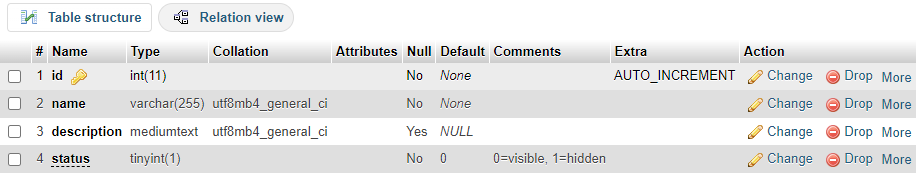 Table structure Relation view
# Name Type Collation Attributes Null Default Comments Extra Action
1 id int(11) No None AUTO_INCREMENT Change Drop More
2 name varchar(255) utf8mb4_general_ci No None Change Drop More
3 description mediumtext utf8mb4_general_ci Yes NULL Change Drop More
4 status tinyint(1) No 0 0=visible, 1=hidden Change Drop More